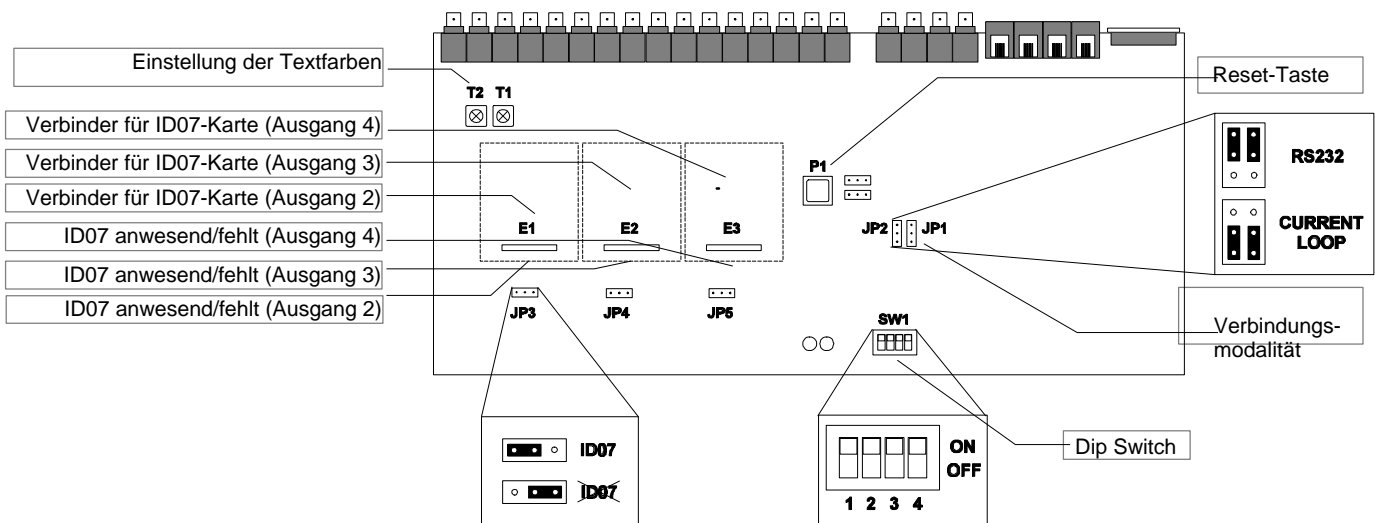 Einstellung der Textfarben
Verbinder für ID07-Karte (Ausgang 4)
Verbinder für ID07-Karte (Ausgang 3)
Verbinder für ID07-Karte (Ausgang 2)
ID07 anwesend/fehlt (Ausgang 4)
ID07 anwesend/fehlt (Ausgang 3)
ID07 anwesend/fehlt (Ausgang 2)
T2 T1
E1 E2 E3
JP3 JP4 JP5
P1
JP2 JP1
SW1
Reset-Taste
RS232
CURRENT
LOOP
Verbindungs-
modalität
Dip Switch
ID07
ID07
ON
OFF
1 2 3 4